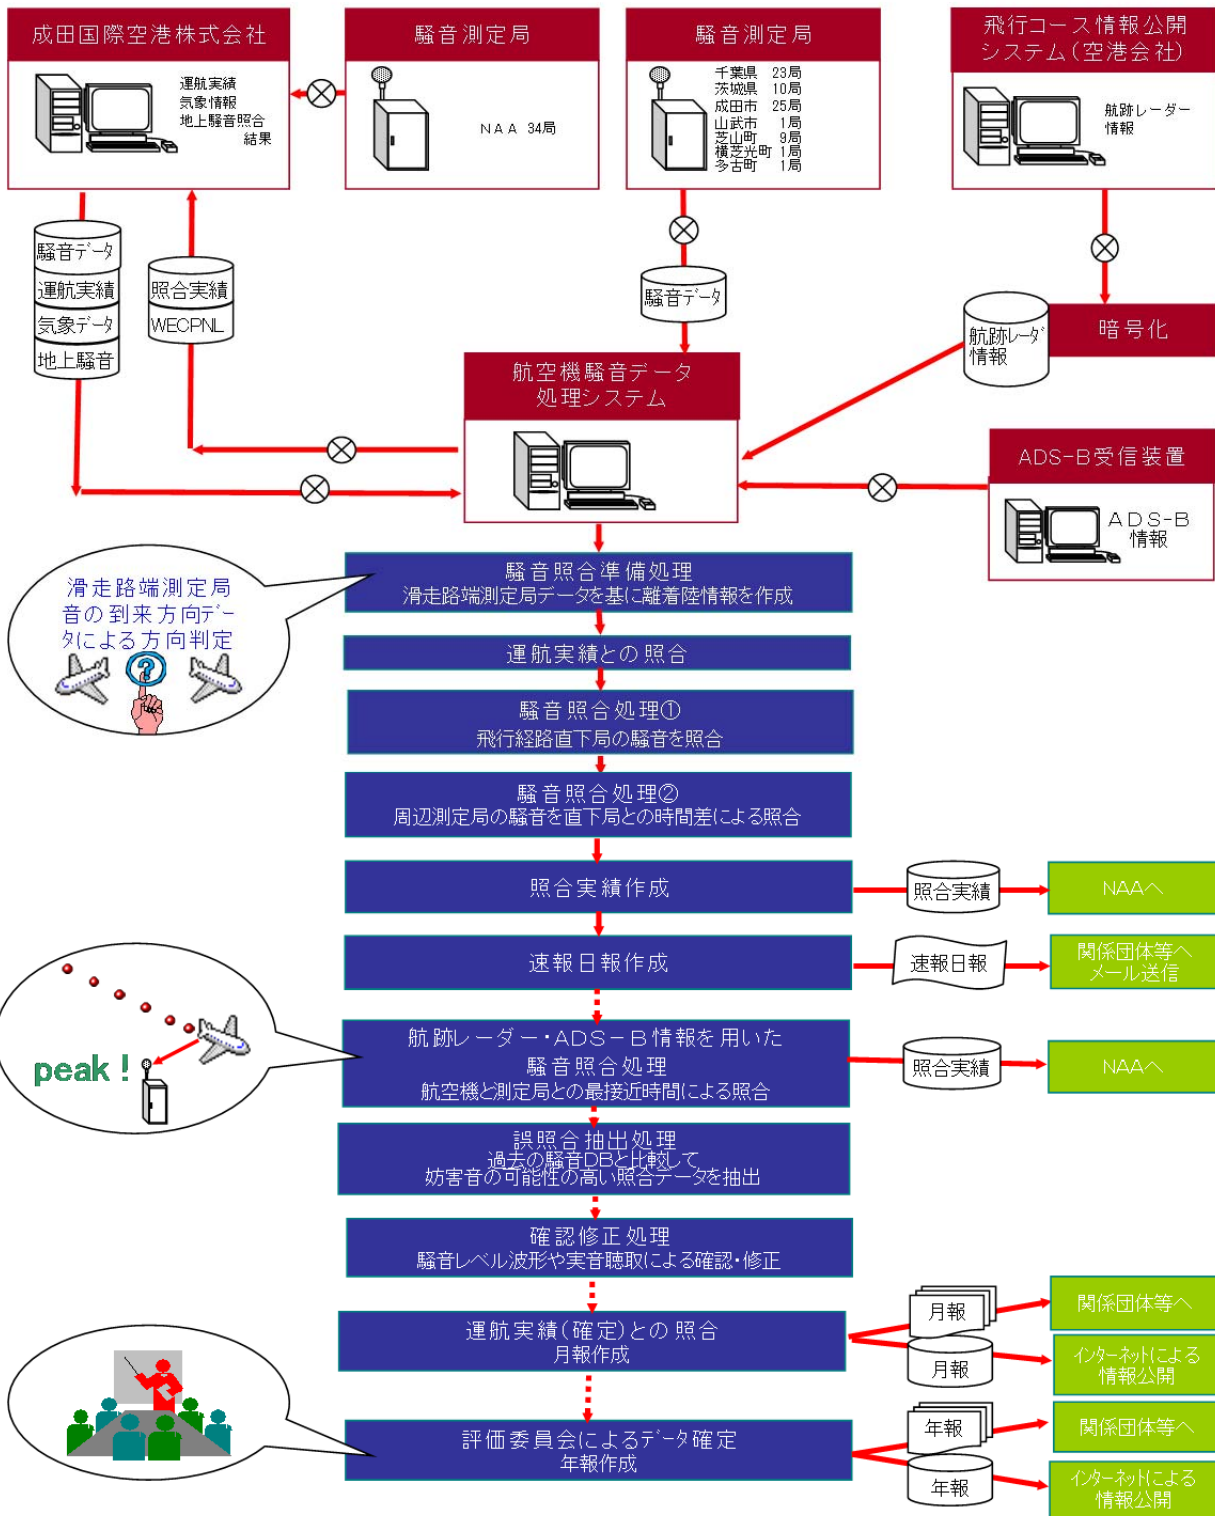 成田国際空港株式会社
運航実績
気象情報
地上騒音照合
結果
騒音測定局
ＮＡＡ 34局
騒音測定局
千葉県 23局
茨城県 10局
成田市 25局
山武市 1局
芝山町 9局
横芝光町 1局
多古町 1局
飛行コース情報公開
システム(空港会社)
航跡レーダー
情報
騒音データ
運航実績
気象データ
地上騒音
照合実績
WECPNL
騒音データ
航跡レーダ
情報
暗号化
航空機騒音データ
処理システム
ADS-B受信装置
ＡＤＳ-Ｂ
情報
滑走路端測定局
音の到来方向デー
タによる方向判定
騒音照合準備処理
滑走路端測定局データを基に離着陸情報を作成
運航実績との照合
騒音照合処理①
飛行経路直下局の騒音を照合
騒音照合処理②
周辺測定局の騒音を直下局との時間差による照合
照合実績作成
照合実績
NAAへ
速報日報作成
速報日報
関係団体等へ
メール送信
peak！
航跡レーダー・ＡＤＳ－Ｂ情報を用いた
騒音照合処理
航空機と測定局との最接近時間による照合
照合実績
NAAへ
誤照合抽出処理
過去の騒音DBと比較して
妨害音の可能性の高い照合データを抽出
確認修正処理
騒音レベル波形や実音聴取による確認・修正
運航実績(確定)との照合
月報作成
月報
関係団体等へ
月報
インターネットによる
情報公開
評価委員会によるデータ確定
年報作成
年報
関係団体等へ
年報
インターネットによる
情報公開